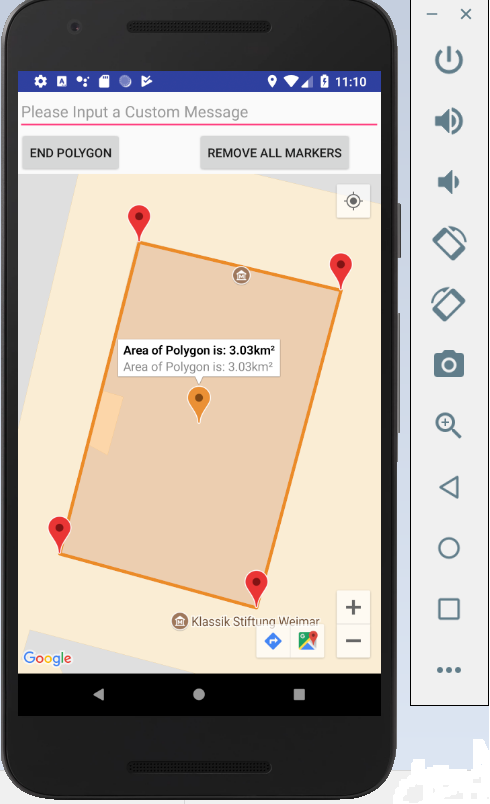 11:10
Please Input a Custom Message
END POLYGON
REMOVE ALL MARKERS
Area of Polygon is: 3.03km²
Area of Polygon is: 3.03km²
Klassik Stiftung Weimar
Google